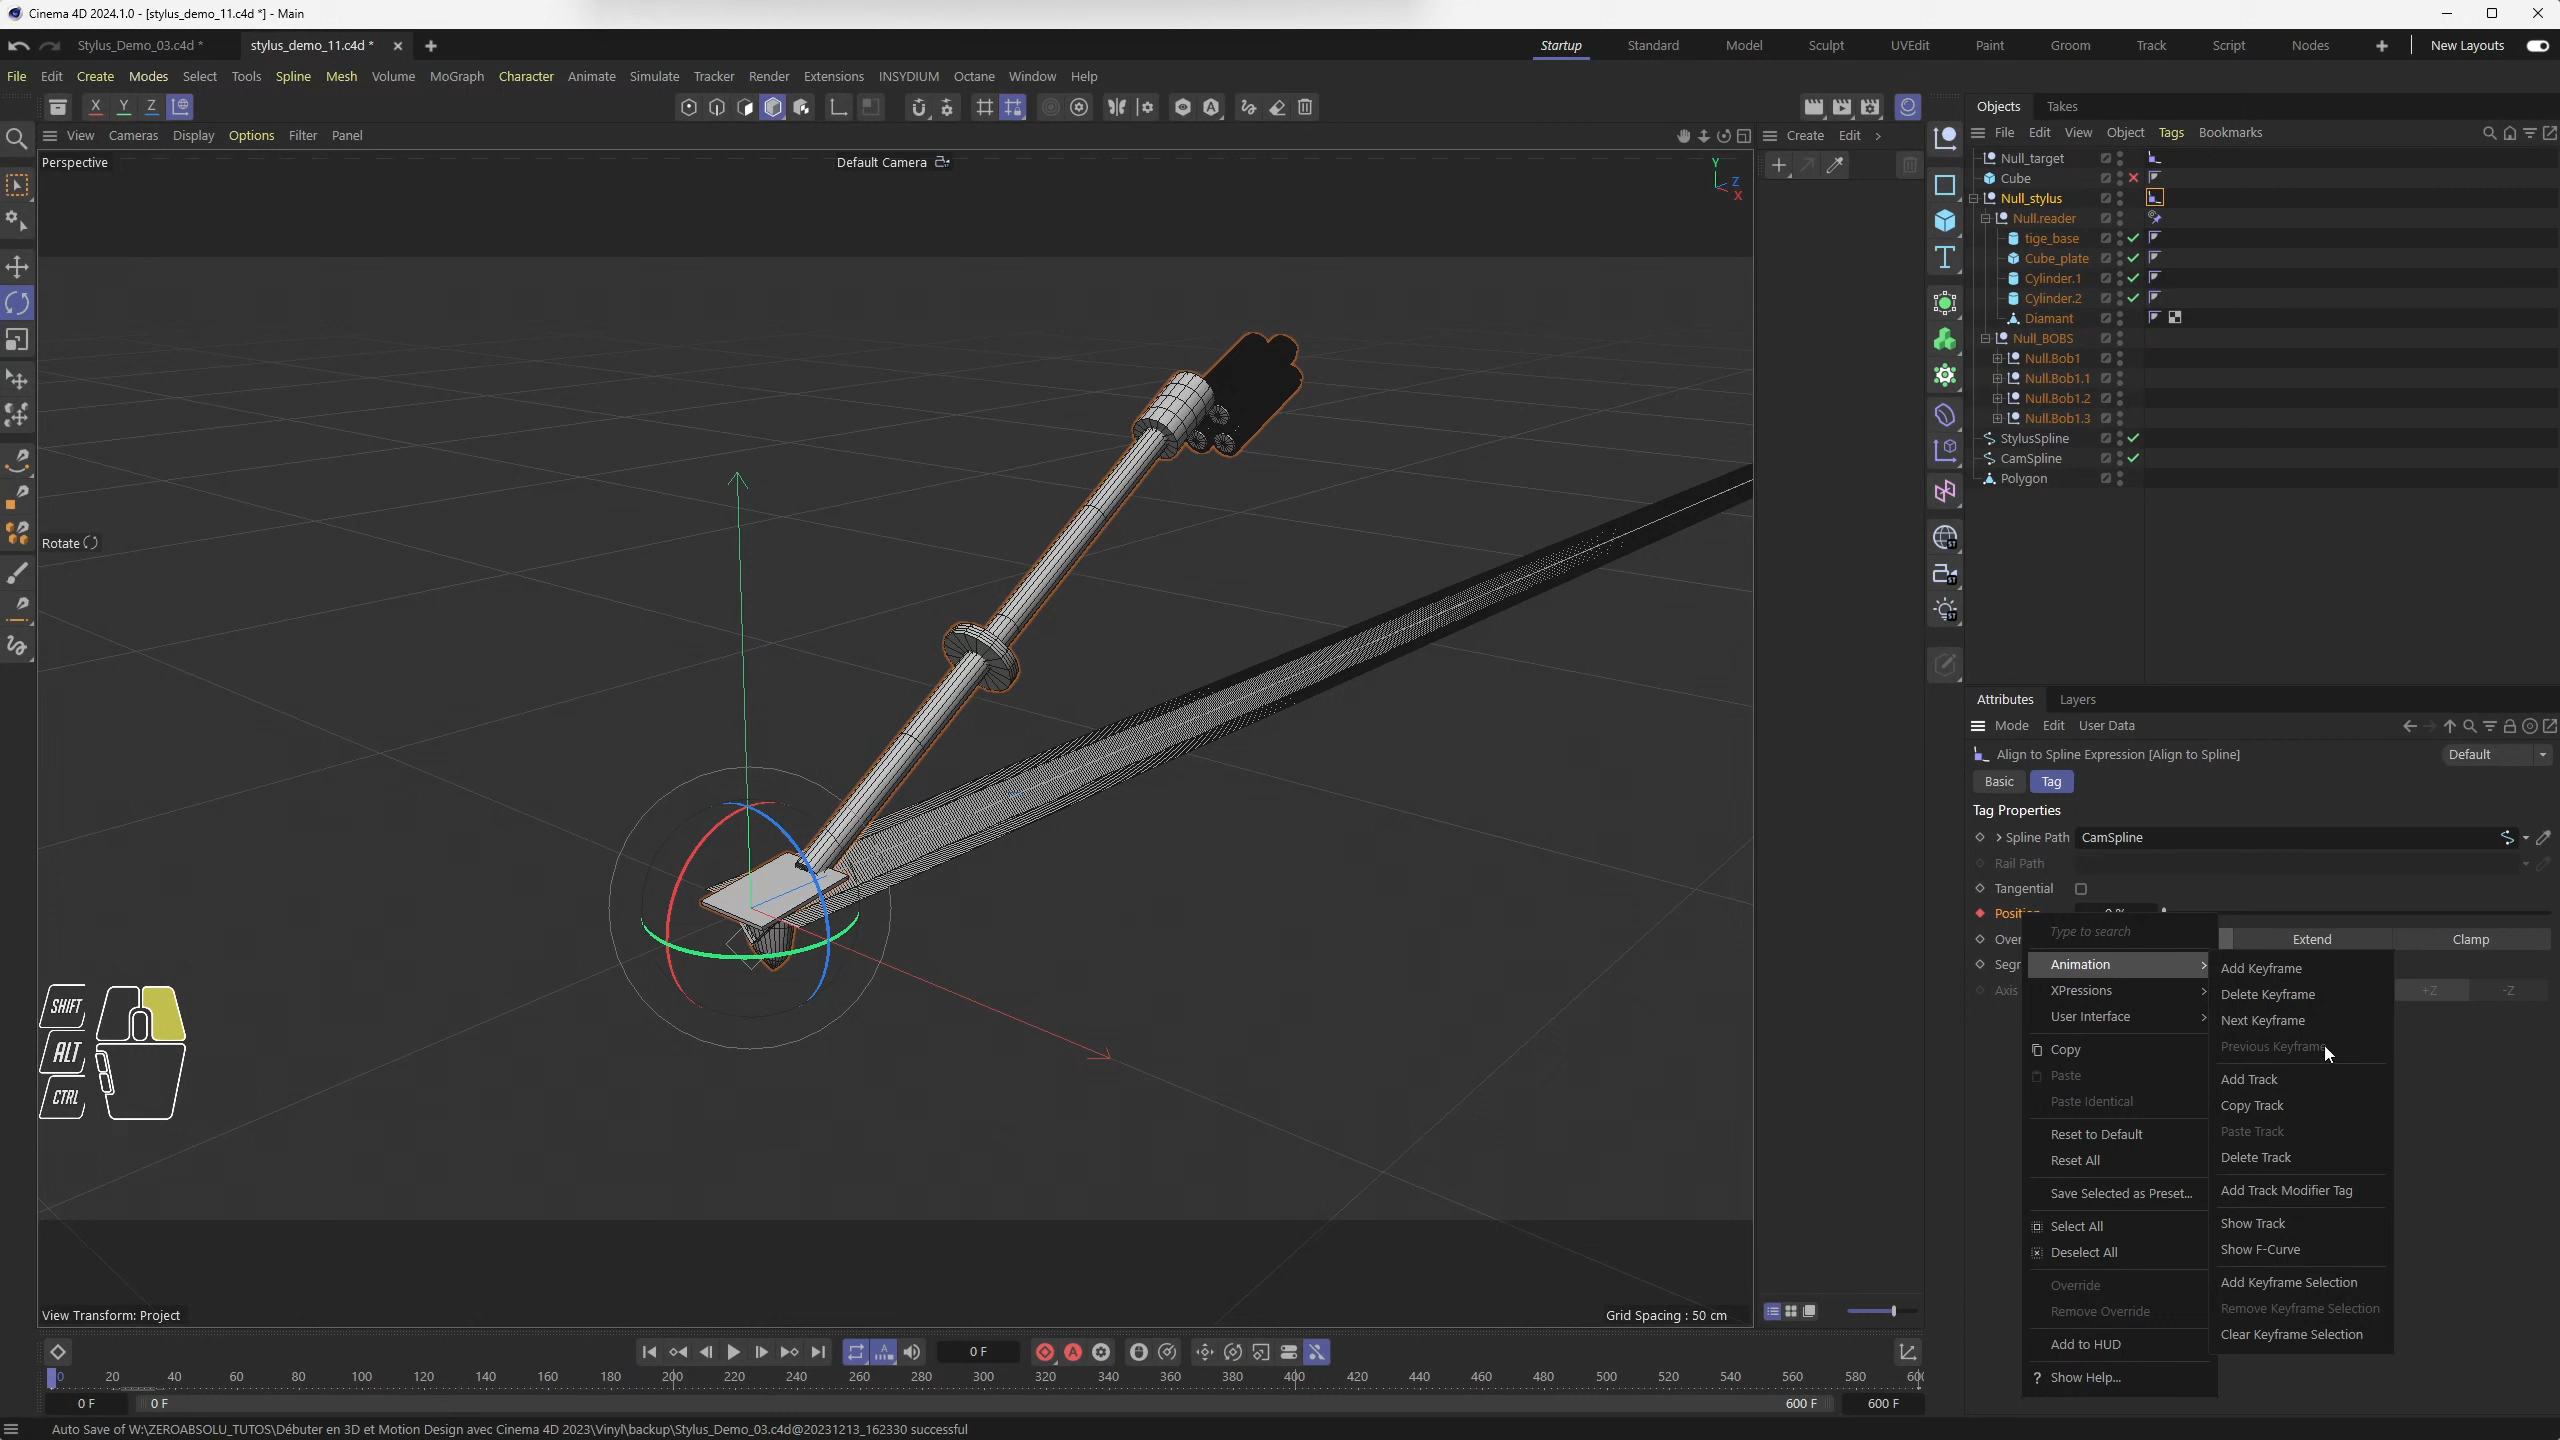 Cinema 4D 2024.1.0 - [stylus_demo_11.c4d *] - Main
Stylus_Demo_03.c4d *
stylus_demo_11.c4d *
Startup
Standard
Model
Sculpt
UVEdit
Paint
Groom
Track
Script
Nodes
New Layouts
File Edit Create Modes Select Tools Spline Mesh Volume MoGraph Character Animate Simulate Tracker Render Extensions INSYDIUM Octane Window Help
X Y Z
Objects Takes
View Cameras Display Options Filter Panel
Create Edit
File Edit View Object Tags Bookmarks
Perspective
Default Camera
Y
Z
X
Null_target
Cube
Null_stylus
Null.reader
tige_base
Cube_plate
Cylinder.1
Cylinder.2
Diamant
Null_BOBS
Null.Bob1
Null.Bob1.1
Null.Bob1.2
Null.Bob1.3
StylusSpline
CamSpline
Polygon
Rotate
Attributes Layers
Mode Edit User Data
Align to Spline Expression [Align to Spline]
Default
Basic Tag
Tag Properties
Spline Path CamSpline
Rail Path
Tangential
Position
Extend Clamp
Axis
+Z -Z
Type to search
Animation
XPressions
User Interface
Copy
Paste
Paste Identical
Reset to Default
Reset All
Save Selected as Preset...
Select All
Deselect All
Override
Remove Override
Add to HUD
? Show Help...
Add Keyframe
Delete Keyframe
Next Keyframe
Previous Keyframe
Add Track
Copy Track
Paste Track
Delete Track
Add Track Modifier Tag
Show Track
Show F-Curve
Add Keyframe Selection
Remove Keyframe Selection
Clear Keyframe Selection
SHIFT
ALT
CTRL
View Transform: Project
Grid Spacing : 50 cm
0 F
0 20 40 60 80 100 120 140 160 180 200 220 240 260 280 300 320 340 360 380 400 420 440 460 480 500 520 540 560 580 600
0 F 0 F 600 F 600 F
Auto Save of W:\ZEROABSOLU_TUTOS\Débuter en 3D et Motion Design avec Cinema 4D 2023\Vinyl\backup\Stylus_Demo_03.c4d@20231213_162330 successful